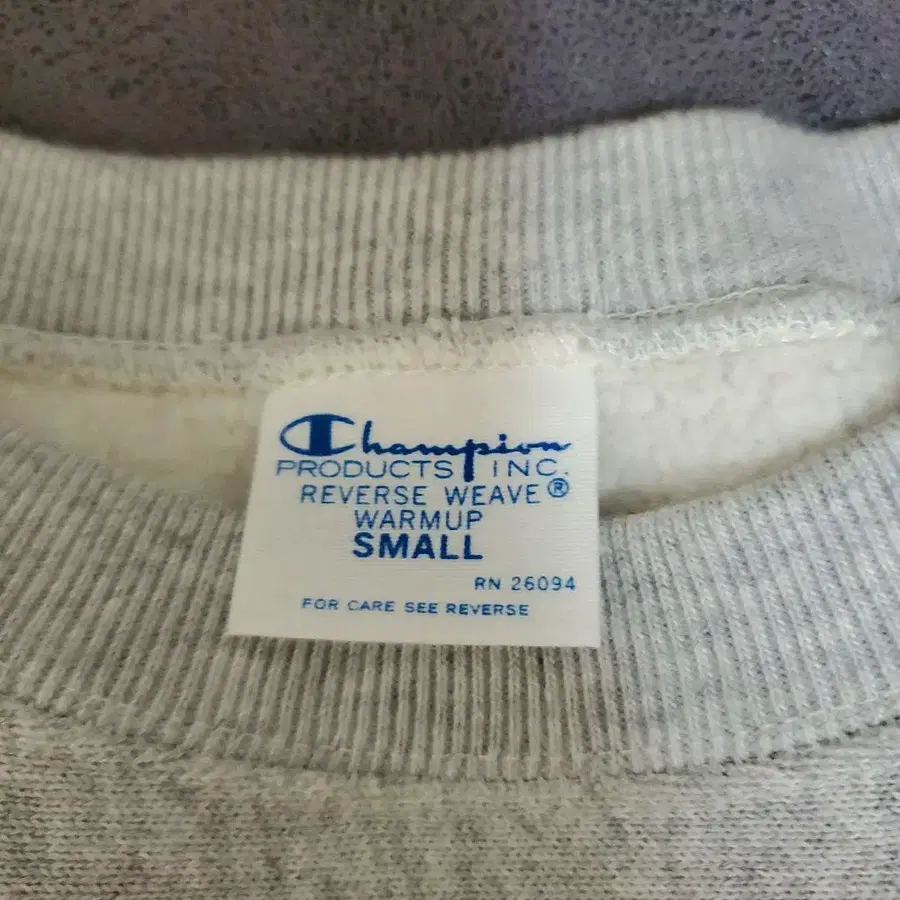 Champion
PRODUCTS INC.
REVERSE WEAVE®
WARMUP
SMALL
RN 26094
FOR CARE SEE REVERSE